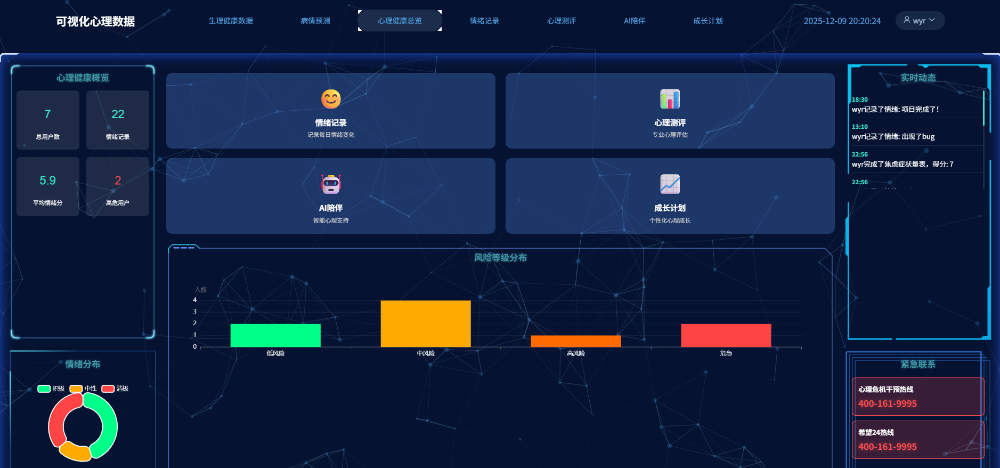 可视化心理数据
生理健康数据
病情预测
心理健康总览
情绪记录
心理测评
AI陪伴
成长计划
2025-12-09 20:20:24
wyr
心理健康概览
7
总用户数
22
情绪记录
5.9
平均情绪分
2
高危用户
情绪分布
积极
中性
消极
情绪记录
记录每日情绪变化
心理测评
专业心理评估
AI陪伴
智能心理支持
成长计划
个性化心理成长
风险等级分布
人数
4
3
2
1
0
低风险
中风险
高风险
危急
实时动态
18:30
wyr记录了情绪: 项目完成了!
13:10
wyr记录了情绪: 出现了bug
22:56
wyr完成了焦虑症状量表，得分: 7
22:56
紧急联系
心理危机干预热线
400-161-9995
希望24热线
400-161-9995